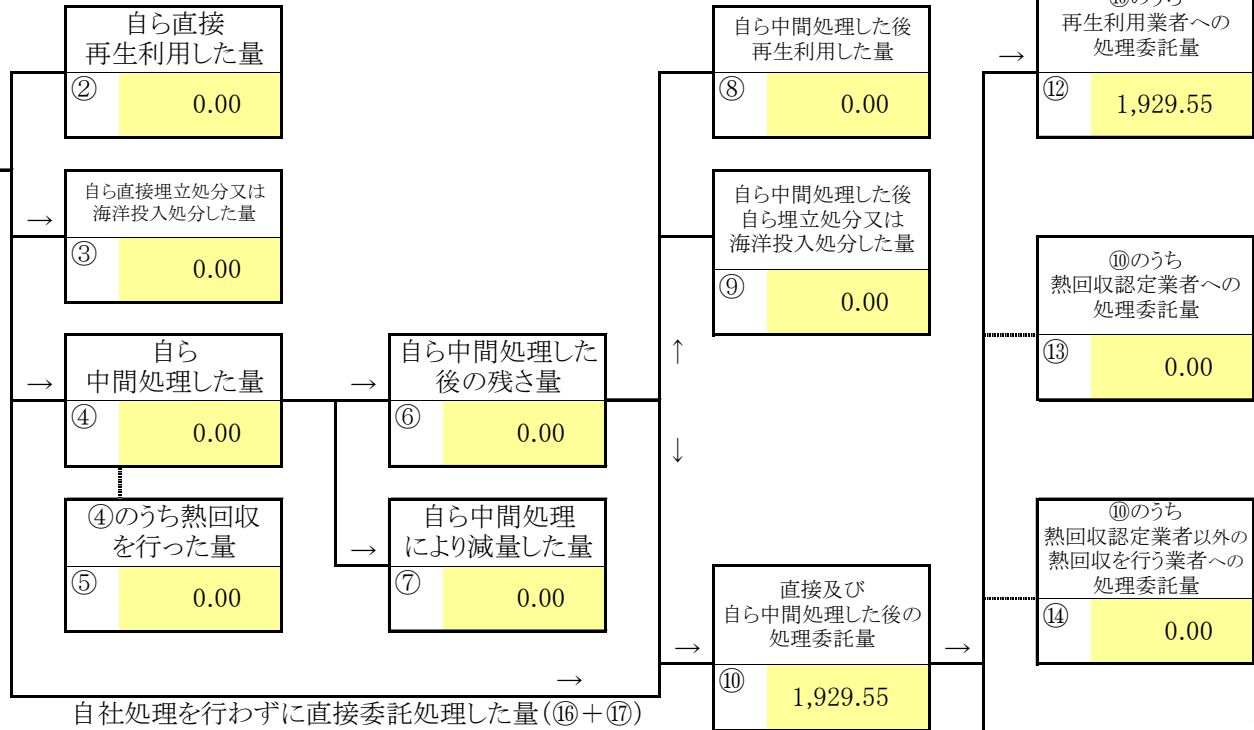 自ら直接
再生利用した量
②
0.00
→
自ら直接埋立処分又は
海洋投入処分した量
③
0.00
→
自ら
中間処理した量
④
0.00
④のうち熱回収
を行った量
⑤
0.00
→
自ら中間処理した
後の残さ量
⑥
0.00
→
自ら中間処理
により減量した量
⑦
0.00
→
自社処理を行わずに直接委託処理した量(⑯+⑰)
自ら中間処理した後
再生利用した量
⑧
0.00
自ら中間処理した後
自ら埋立処分又は
海洋投入処分した量
⑨
0.00
↑
↓
→
直接及び
自ら中間処理した後の
処理委託量
⑩
1,929.55
→
→
⑩のうち
再生利用業者への
処理委託量
⑫
1,929.55
⑩のうち
熱回収認定業者への
処理委託量
⑬
0.00
⑩のうち
熱回収認定業者以外の
熱回収を行う業者への
処理委託量
⑭
0.00